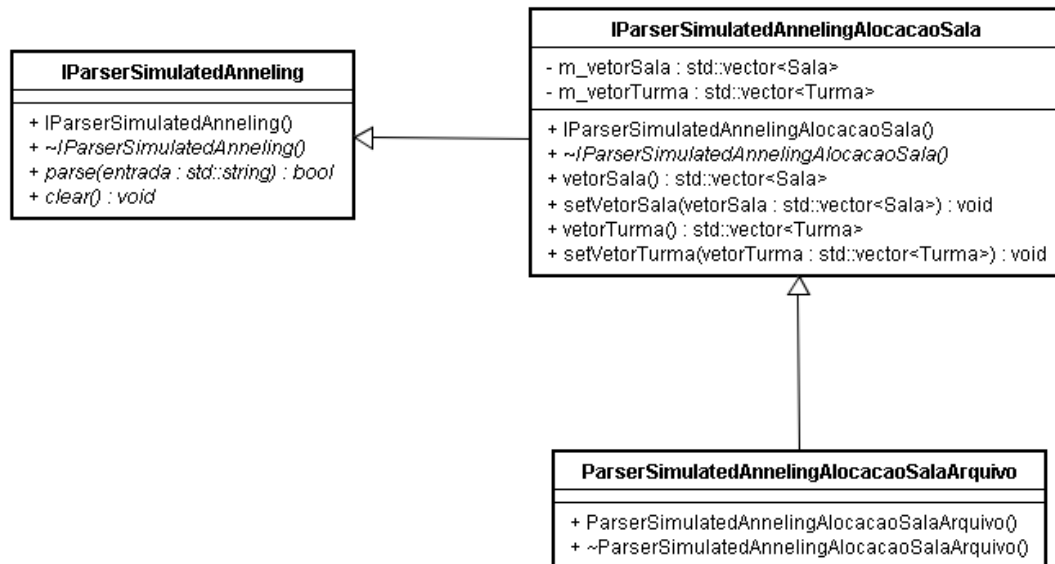 IParserSimulatedAnneling
+ IParserSimulatedAnneling()
+ ~IParserSimulatedAnneling()
+ parse(entrada : std::string) : bool
+ clear() : void
IParserSimulatedAnnelingAlocacaoSala
- m_vetorSala : std::vector<Sala>
- m_vetorTurma : std::vector<Turma>
+ IParserSimulatedAnnelingAlocacaoSala()
+ ~IParserSimulatedAnnelingAlocacaoSala()
+ vetorSala() : std::vector<Sala>
+ setVetorSala(vetorSala : std::vector<Sala>) : void
+ vetorTurma() : std::vector<Turma>
+ setVetorTurma(vetorTurma : std::vector<Turma>) : void
ParserSimulatedAnnelingAlocacaoSalaArquivo
+ ParserSimulatedAnnelingAlocacaoSalaArquivo()
+ ~ParserSimulatedAnnelingAlocacaoSalaArquivo()